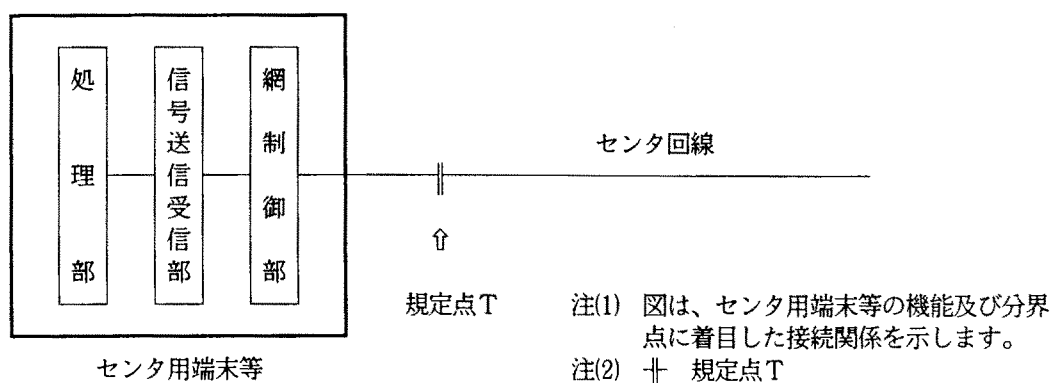 処理部
信号送信受信部
網制御部
センタ回線
規定点T
センタ用端末等
注(1) 図は、センタ用端末等の機能及び分界
点に着目した接続関係を示します。
注(2) ╫ 規定点T